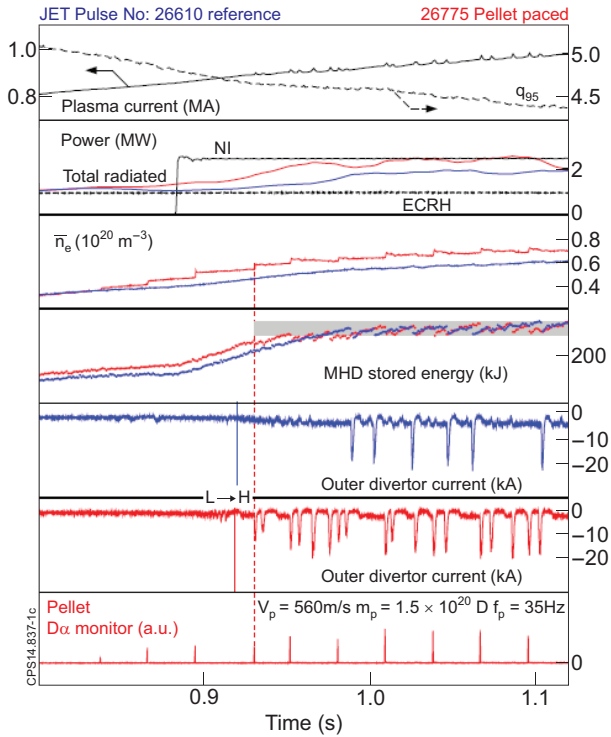 JET Pulse No: 26610 reference
26775 Pellet paced
1.0
5.0
0.8
4.5
Plasma current (MA)
q95
Power (MW)
NI
Total radiated
2
ECRH
0
n̅e (10²⁰ m⁻³)
0.8
0.6
0.4
200
MHD stored energy (kJ)
0
−10
−20
Outer divertor current (kA)
L → H
0
−10
−20
Outer divertor current (kA)
Pellet
Vp = 560m/s mp = 1.5 × 10²⁰ D fp = 35Hz
Dα monitor (a.u.)
0
CPS14.837-1c
0.9
1.0
1.1
Time (s)